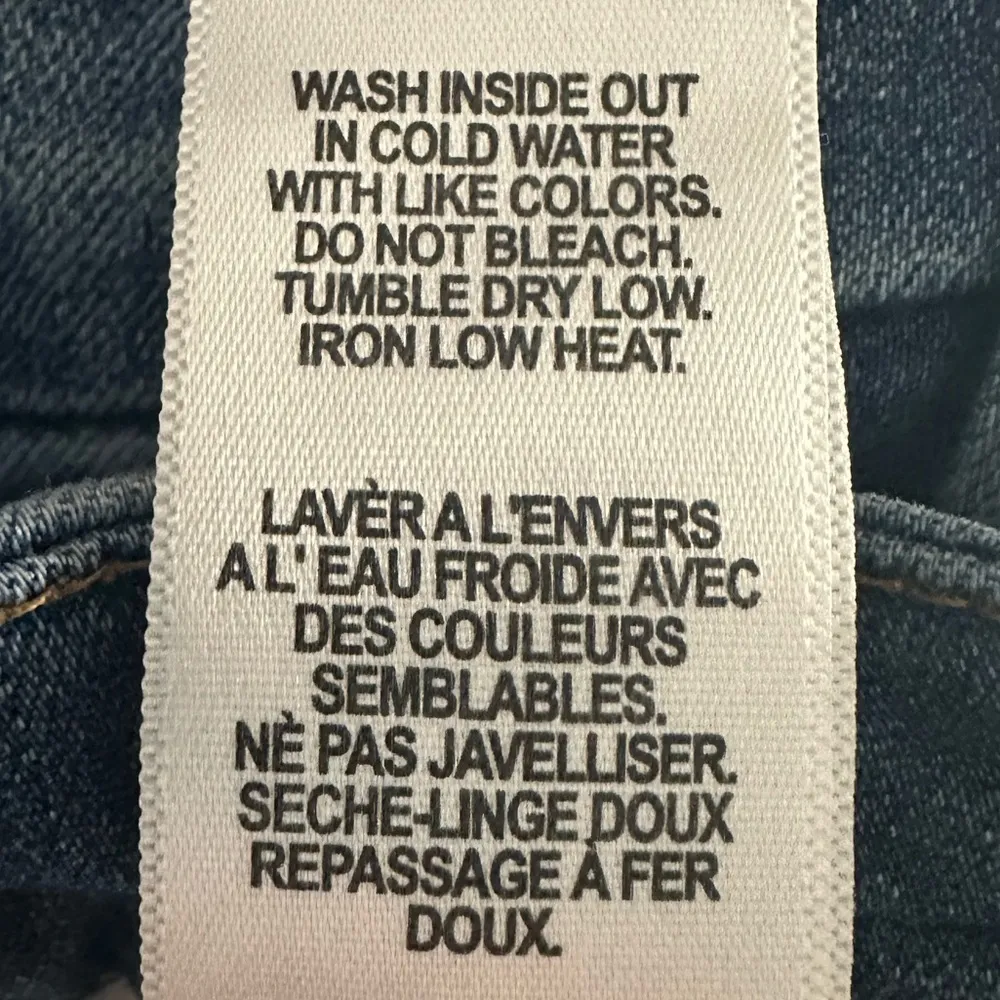 WASH INSIDE OUT
IN COLD WATER
WITH LIKE COLORS.
DO NOT BLEACH.
TUMBLE DRY LOW.
IRON LOW HEAT.
LAVÈR A L'ENVERS
A L'EAU FROIDE AVEC
DES COULEURS
SEMBLABLES.
NÈ PAS JAVELLISER.
SECHE-LINGE DOUX
REPASSAGE À FER
DOUX.